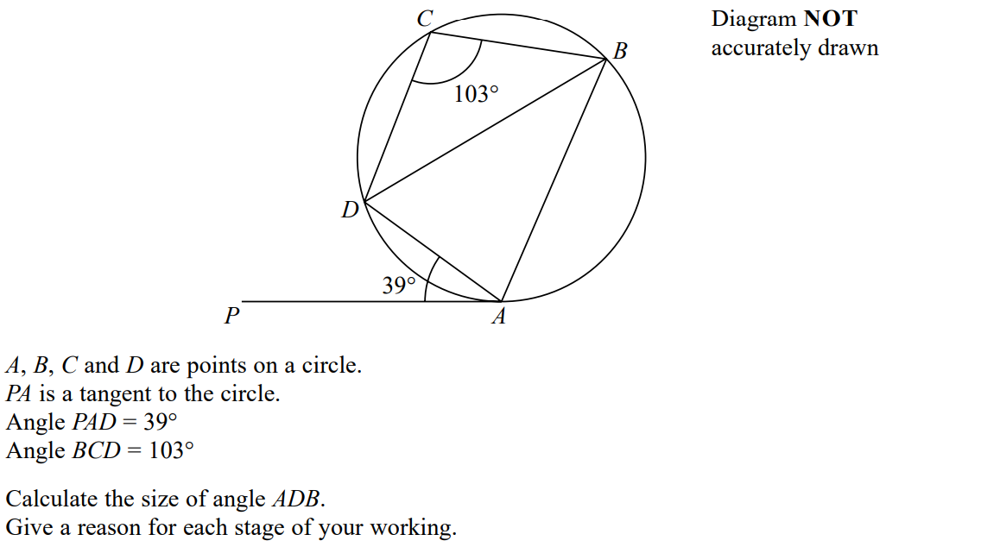 C
B
Diagram NOT
accurately drawn
103°
D
39°
P
A
A, B, C and D are points on a circle.
PA is a tangent to the circle.
Angle PAD = 39°
Angle BCD = 103°
Calculate the size of angle ADB.
Give a reason for each stage of your working.